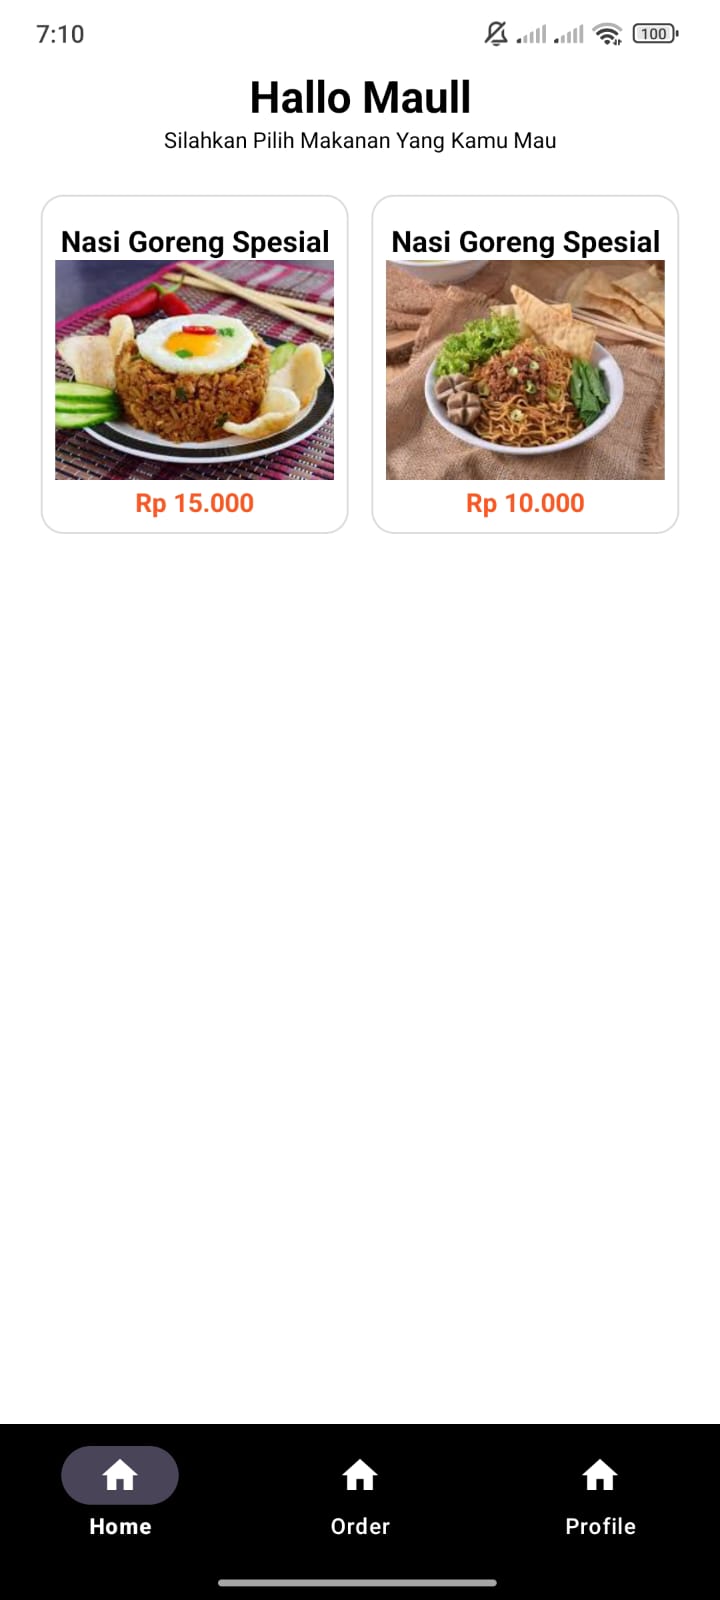 7:10
100
Hallo Maull
Silahkan Pilih Makanan Yang Kamu Mau
Nasi Goreng Spesial
Rp 15.000
Nasi Goreng Spesial
Rp 10.000
Home
Order
Profile